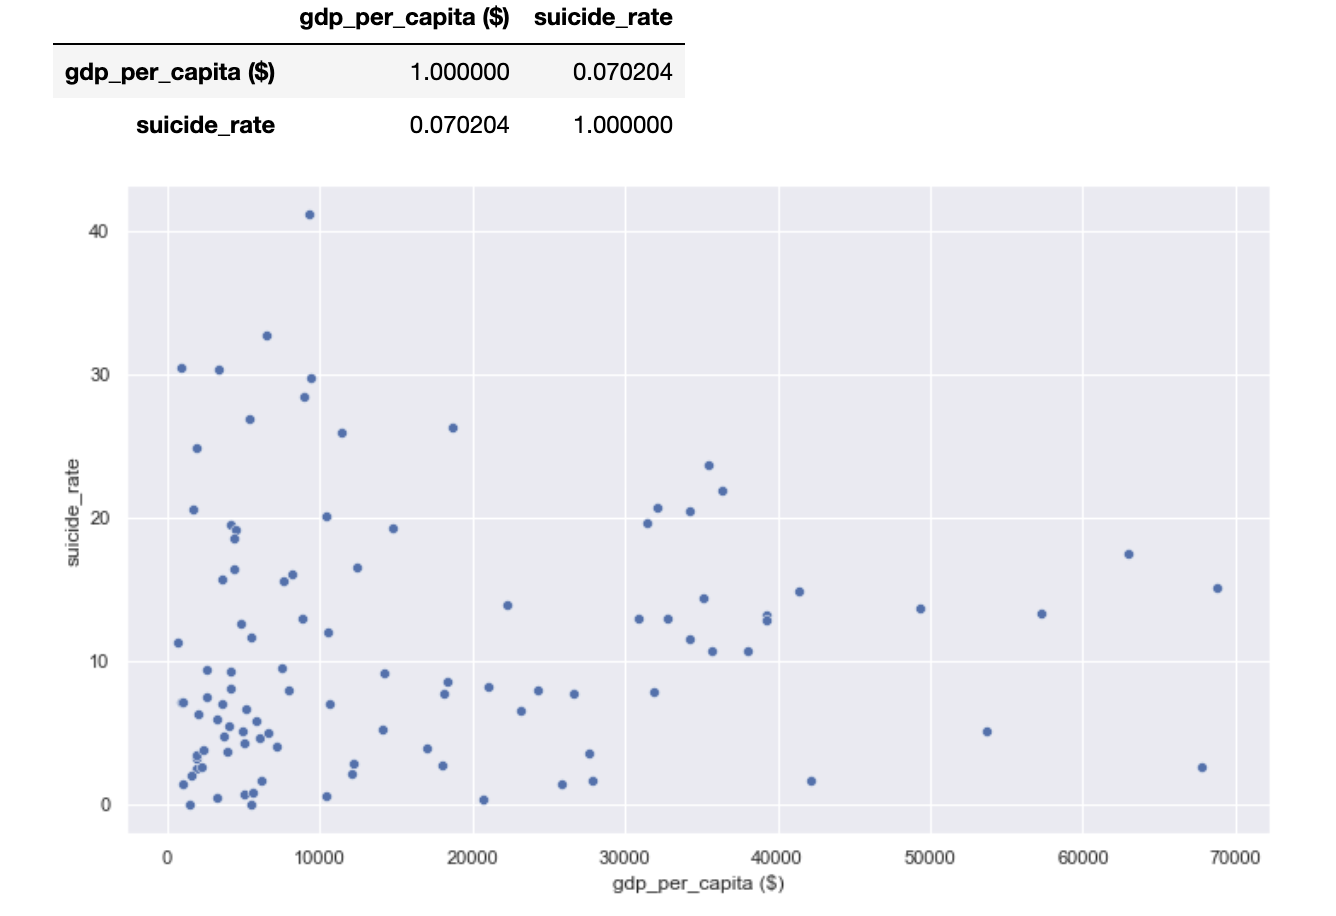 gdp_per_capita ($) suicide_rate
gdp_per_capita ($) 1.000000 0.070204
suicide_rate 0.070204 1.000000
40
30
20
10
0
suicide_rate
0 10000 20000 30000 40000 50000 60000 70000
gdp_per_capita ($)